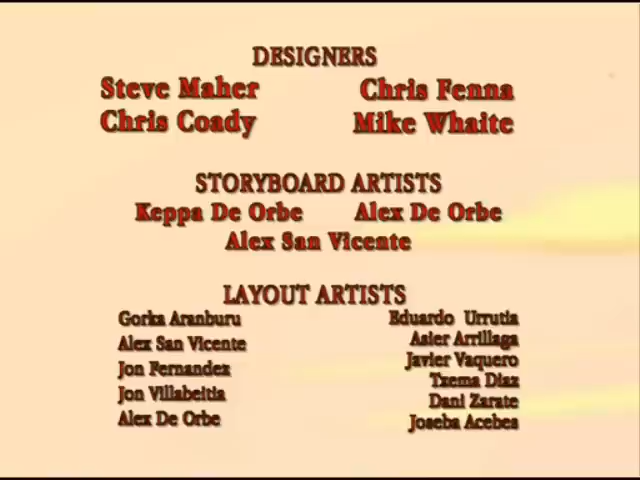 DESIGNERS
Steve Maher Chris Fenna
Chris Coady Mike Whaite
STORYBOARD ARTISTS
Keppa De Orbe Alex De Orbe
Alex San Vicente
LAYOUT ARTISTS
Gorka Aranburu
Alex San Vicente
Jon Fernandez
Jon Villabeitia
Alex De Orbe
Eduardo Urrutia
Asier Arrillaga
Javier Vaquero
Txema Diaz
Dani Zarate
Joseba Acebes